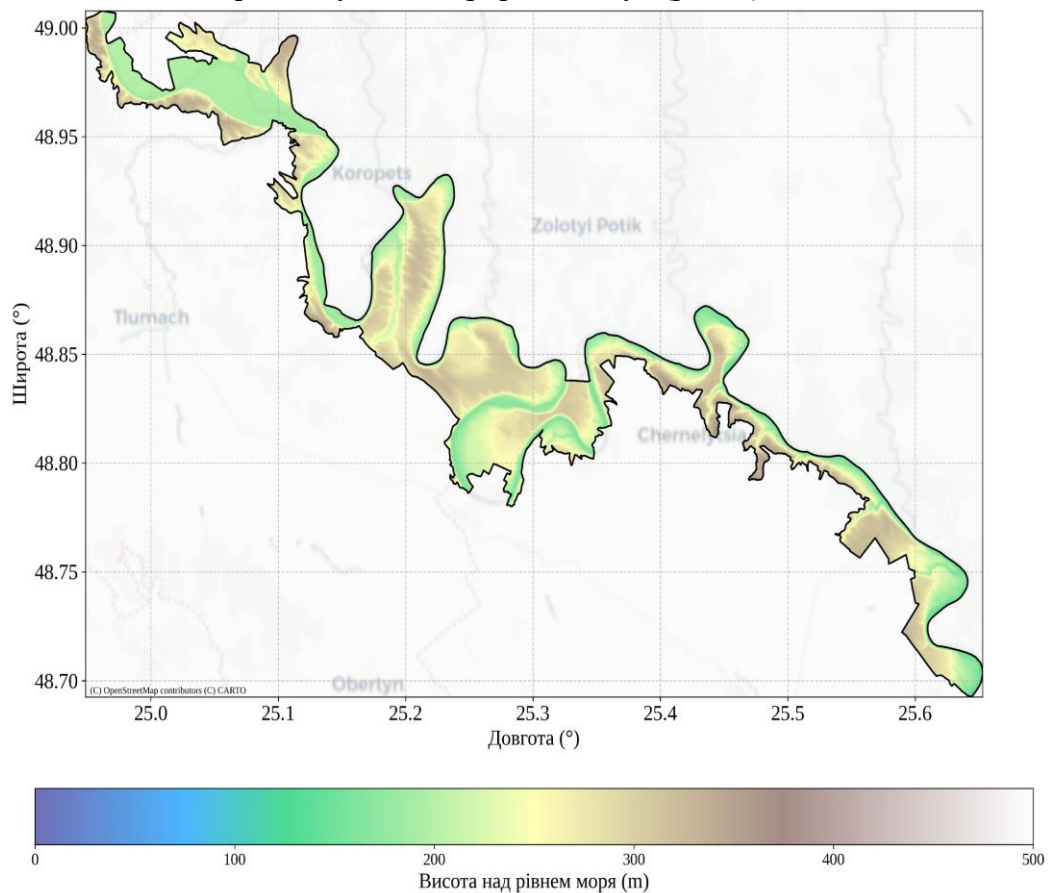 49.00
48.95
48.90
48.85
48.80
48.75
48.70
Широта (°)
Koropets
Zolotyi Potik
Tlumach
Chernelytsia
Obertyn
(C) OpenStreetMap contributors (C) CARTO
25.0 25.1 25.2 25.3 25.4 25.5 25.6
Довгота (°)
0 100 200 300 400 500
Висота над рівнем моря (m)